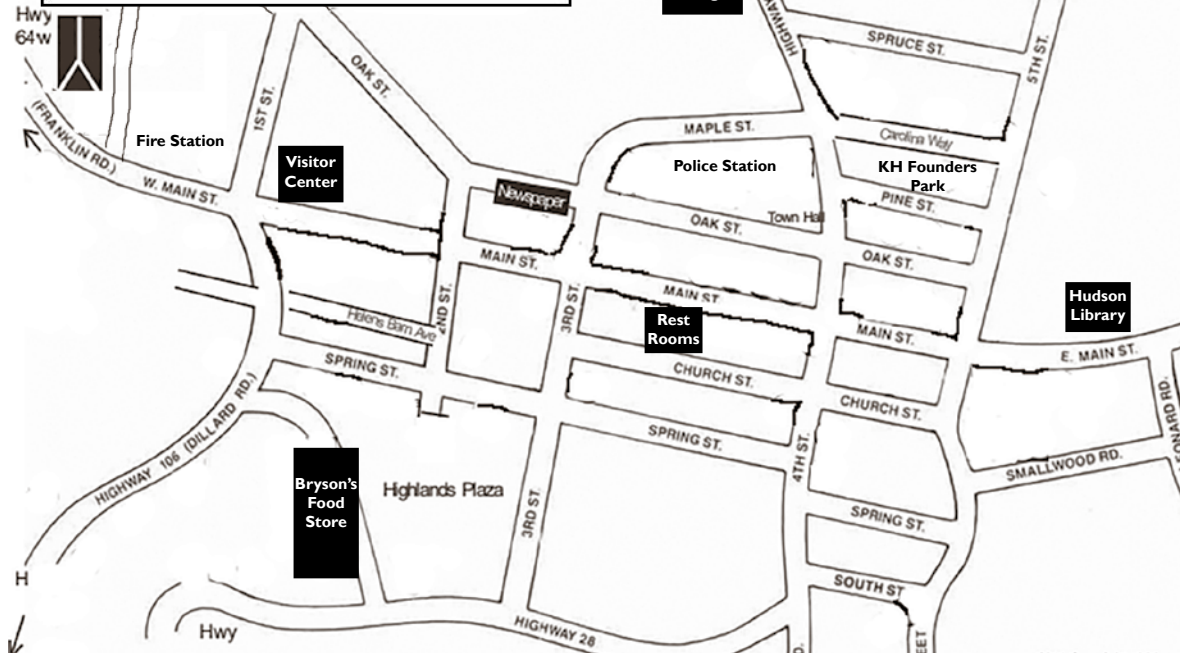 Hwy
64w
HIGHWAY
SPRUCE ST.
5TH ST.
OAK ST.
1ST ST.
(FRANKLIN RD.)
Fire Station
MAPLE ST.
Carolina Way
Visitor
Center
Police Station
KH Founders
Park
W. MAIN ST.
Newspaper
PINE ST.
OAK ST.
Town Hall
MAIN ST.
OAK ST.
MAIN ST.
Hudson
Library
2ND ST.
3RD ST.
Helens Barn Ave
Rest
Rooms
MAIN ST.
E. MAIN ST.
SPRING ST.
CHURCH ST.
CHURCH ST.
HIGHWAY 106 (DILLARD RD.)
SPRING ST.
4TH ST.
SMALLWOOD RD.
Bryson's
Food
Store
Highlands Plaza
3RD ST.
SPRING ST.
H
SOUTH ST
Hwy
HIGHWAY 28